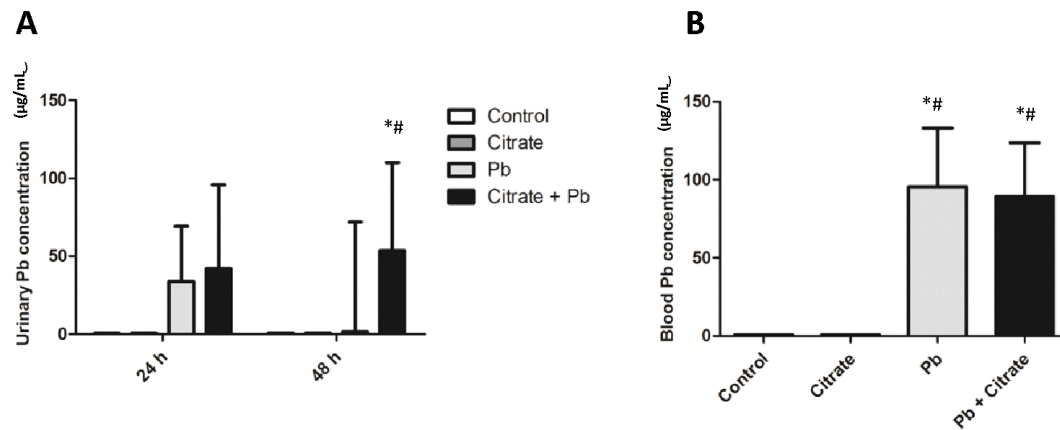 A
Urinary Pb concentration (µg/mL)
150
100
50
0
*#
24 h
48 h
Control
Citrate
Pb
Citrate + Pb
B
Blood Pb concentration (µg/mL)
150
100
50
0
*#
*#
Control
Citrate
Pb
Pb + Citrate